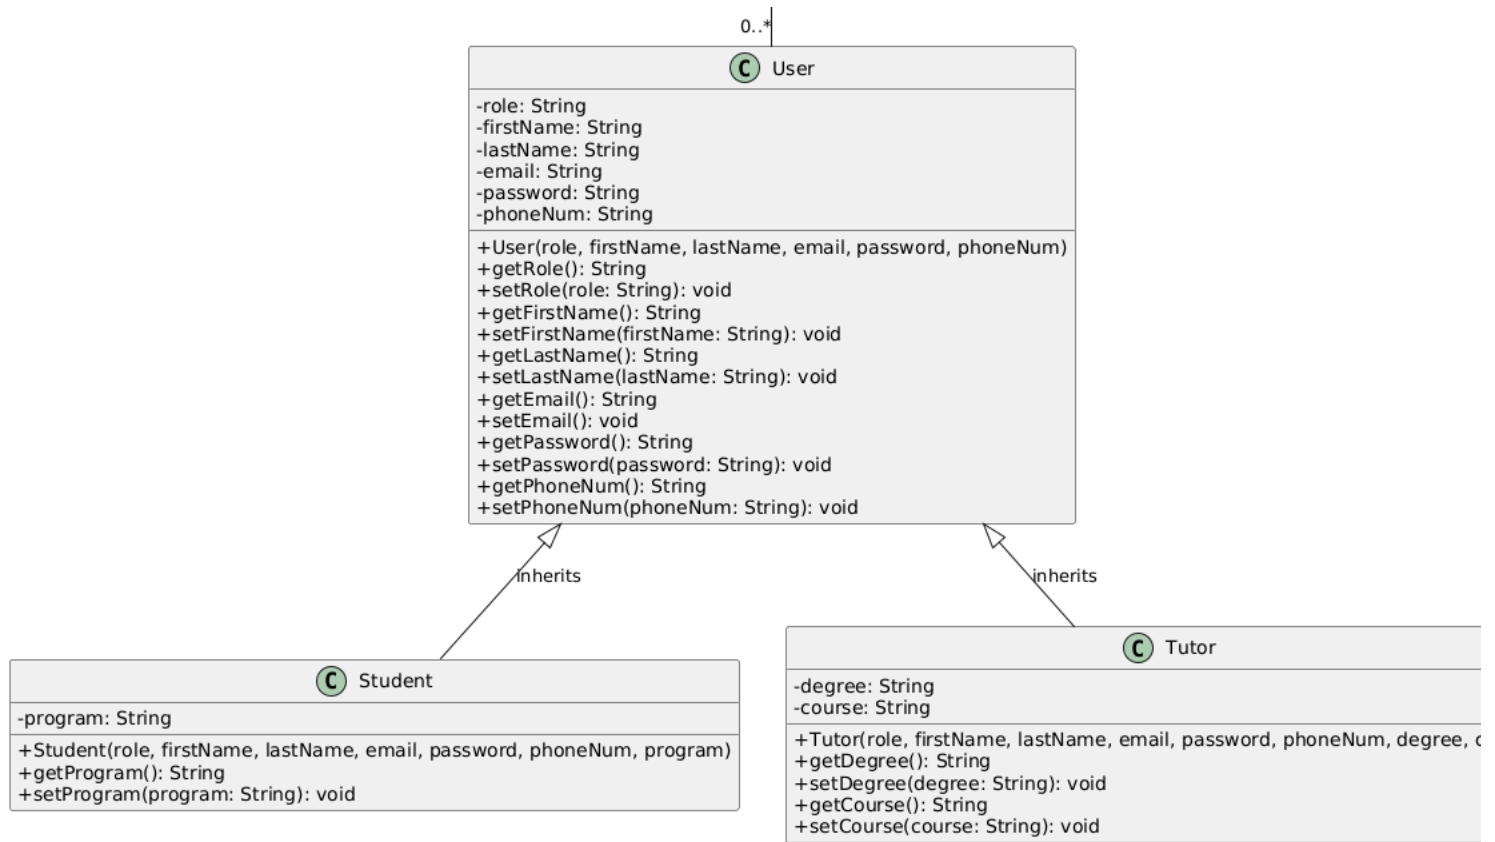 0..*
C User
-role: String
-firstName: String
-lastName: String
-email: String
-password: String
-phoneNum: String
+User(role, firstName, lastName, email, password, phoneNum)
+getRole(): String
+setRole(role: String): void
+getFirstName(): String
+setFirstName(firstName: String): void
+getLastName(): String
+setLastName(lastName: String): void
+getEmail(): String
+setEmail(): void
+getPassword(): String
+setPassword(password: String): void
+getPhoneNum(): String
+setPhoneNum(phoneNum: String): void
inherits
inherits
C Student
-program: String
+Student(role, firstName, lastName, email, password, phoneNum, program)
+getProgram(): String
+setProgram(program: String): void
C Tutor
-degree: String
-course: String
+Tutor(role, firstName, lastName, email, password, phoneNum, degree,
+getDegree(): String
+setDegree(degree: String): void
+getCourse(): String
+setCourse(course: String): void